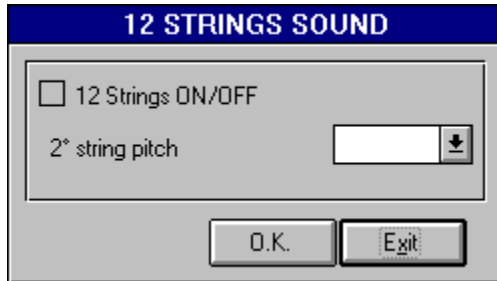 12 STRINGS SOUND
12 Strings ON/OFF
2° string pitch
O.K. Exit